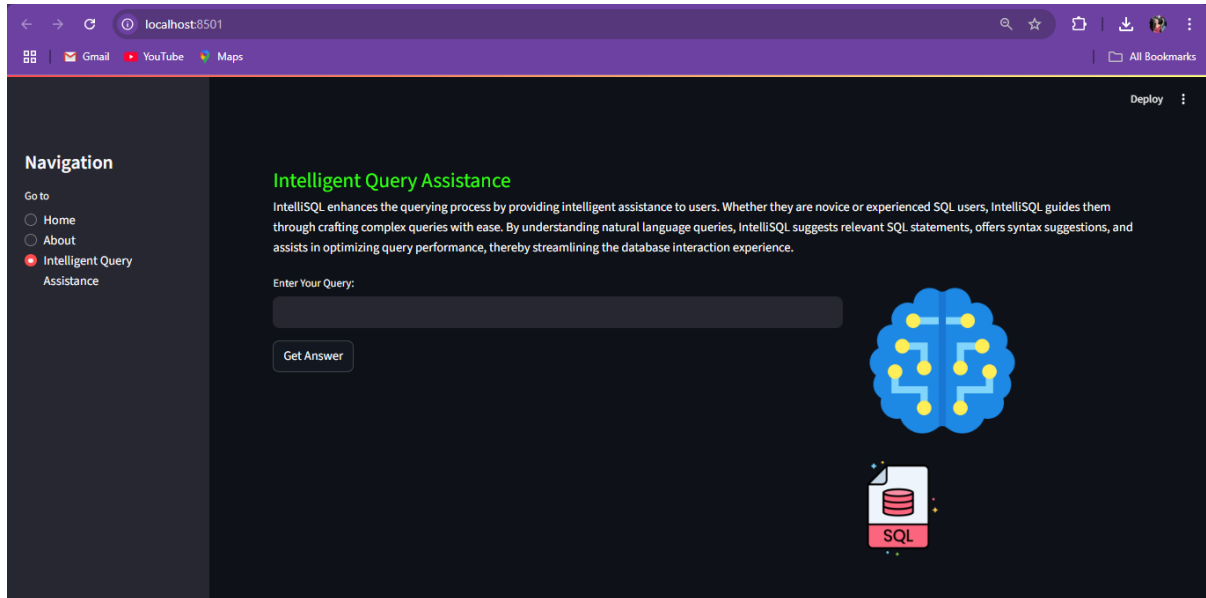 localhost:8501
Gmail YouTube Maps All Bookmarks
Deploy
Navigation
Go to
Home
About
Intelligent Query
Assistance
Intelligent Query Assistance
IntelliSQL enhances the querying process by providing intelligent assistance to users. Whether they are novice or experienced SQL users, IntelliSQL guides them
through crafting complex queries with ease. By understanding natural language queries, IntelliSQL suggests relevant SQL statements, offers syntax suggestions, and
assists in optimizing query performance, thereby streamlining the database interaction experience.
Enter Your Query:
Get Answer
SQL